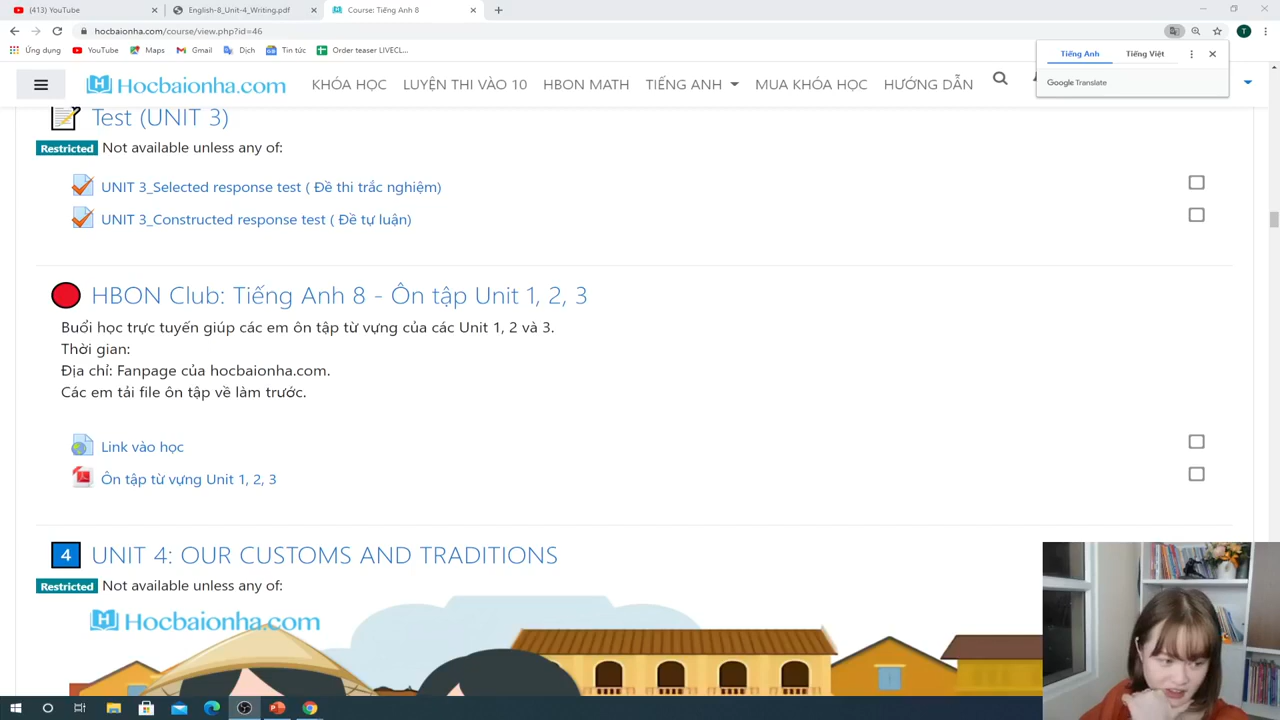 (413) YouTube
English-8_Unit-4_Writing.pdf
Course: Tiếng Anh 8
hocbaionha.com/course/view.php?id=46
T
Ứng dụng
YouTube
Maps
Gmail
Dịch
Tin tức
Order teaser LIVECL...
Tiếng Anh
Tiếng Việt
Google Translate
Hocbaionha.com
KHÓA HỌC
LUYỆN THI VÀO 10
HBON MATH
TIẾNG ANH
MUA KHÓA HỌC
HƯỚNG DẪN
Test (UNIT 3)
Restricted Not available unless any of:
UNIT 3_Selected response test ( Đề thi trắc nghiệm)
UNIT 3_Constructed response test ( Đề tự luận)
HBON Club: Tiếng Anh 8 - Ôn tập Unit 1, 2, 3
Buổi học trực tuyến giúp các em ôn tập từ vựng của các Unit 1, 2 và 3.
Thời gian:
Địa chỉ: Fanpage của hocbaionha.com.
Các em tải file ôn tập về làm trước.
Link vào học
Ôn tập từ vựng Unit 1, 2, 3
4 UNIT 4: OUR CUSTOMS AND TRADITIONS
Restricted Not available unless any of:
Hocbaionha.com